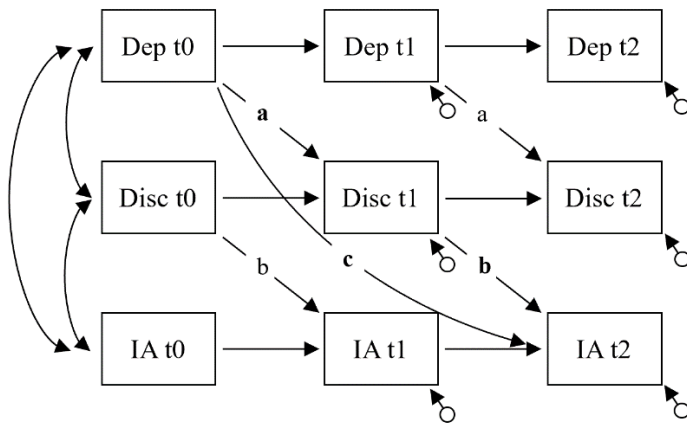 Dep t0 Dep t1 Dep t2
a a
Disc t0 Disc t1 Disc t2
b c b
IA t0 IA t1 IA t2